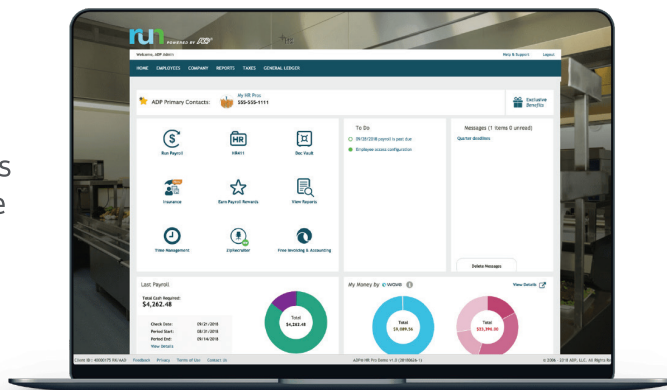 run POWERED BY ADP
Welcome, ADP Admin
Help & Support Logout
HOME EMPLOYEES COMPANY REPORTS TAXES GENERAL LEDGER
ADP Primary Contacts:
My HR Pros
555-555-1111
Exclusive
Benefits
s
e
Run Payroll
HR411
Doc Vault
Insurance
Earn Payroll Rewards
View Reports
Time Management
ZipRecruiter
Free Invoicing & Accounting
To Do
09/20/2018 payroll is past due
Employee access configuration
Messages (1 items 0 unread)
Quarter deadlines
Delete Messages
Last Payroll
Total Cash Required:
$4,262.48
Check Date: 09/21/2018
Period Start: 08/31/2018
Period End: 09/14/2018
View Details
Total
$4,262.48
My Money by wave
View Details
Total
Total
Feedback Privacy Terms of Use Contact Us